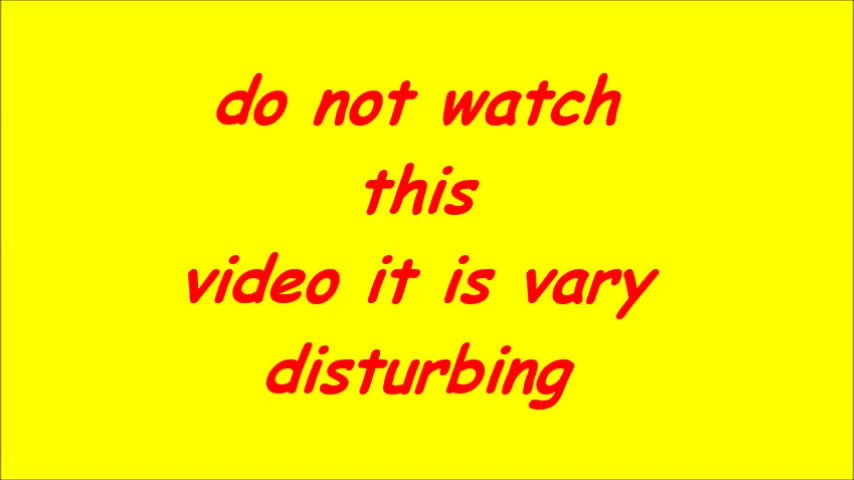 do not watch
this
video it is vary
disturbing